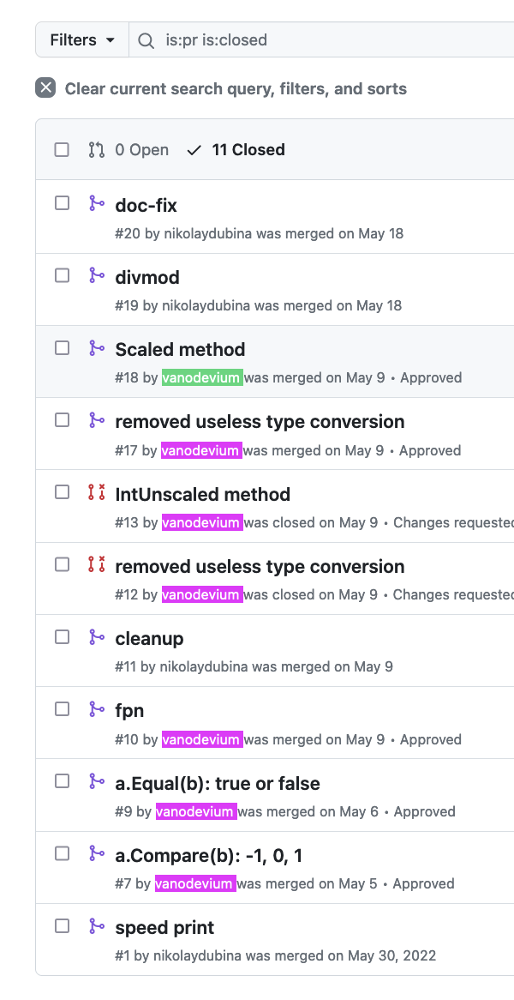 Filters is:pr is:closed
Clear current search query, filters, and sorts
0 Open 11 Closed
doc-fix
#20 by nikolaydubina was merged on May 18
divmod
#19 by nikolaydubina was merged on May 18
Scaled method
#18 by vanodevium was merged on May 9 • Approved
removed useless type conversion
#17 by vanodevium was merged on May 9 • Approved
IntUnscaled method
#13 by vanodevium was closed on May 9 • Changes requested
removed useless type conversion
#12 by vanodevium was closed on May 9 • Changes requested
cleanup
#11 by nikolaydubina was merged on May 9
fpn
#10 by vanodevium was merged on May 9 • Approved
a.Equal(b): true or false
#9 by vanodevium was merged on May 6 • Approved
a.Compare(b): -1, 0, 1
#7 by vanodevium was merged on May 5 • Approved
speed print
#1 by nikolaydubina was merged on May 30, 2022